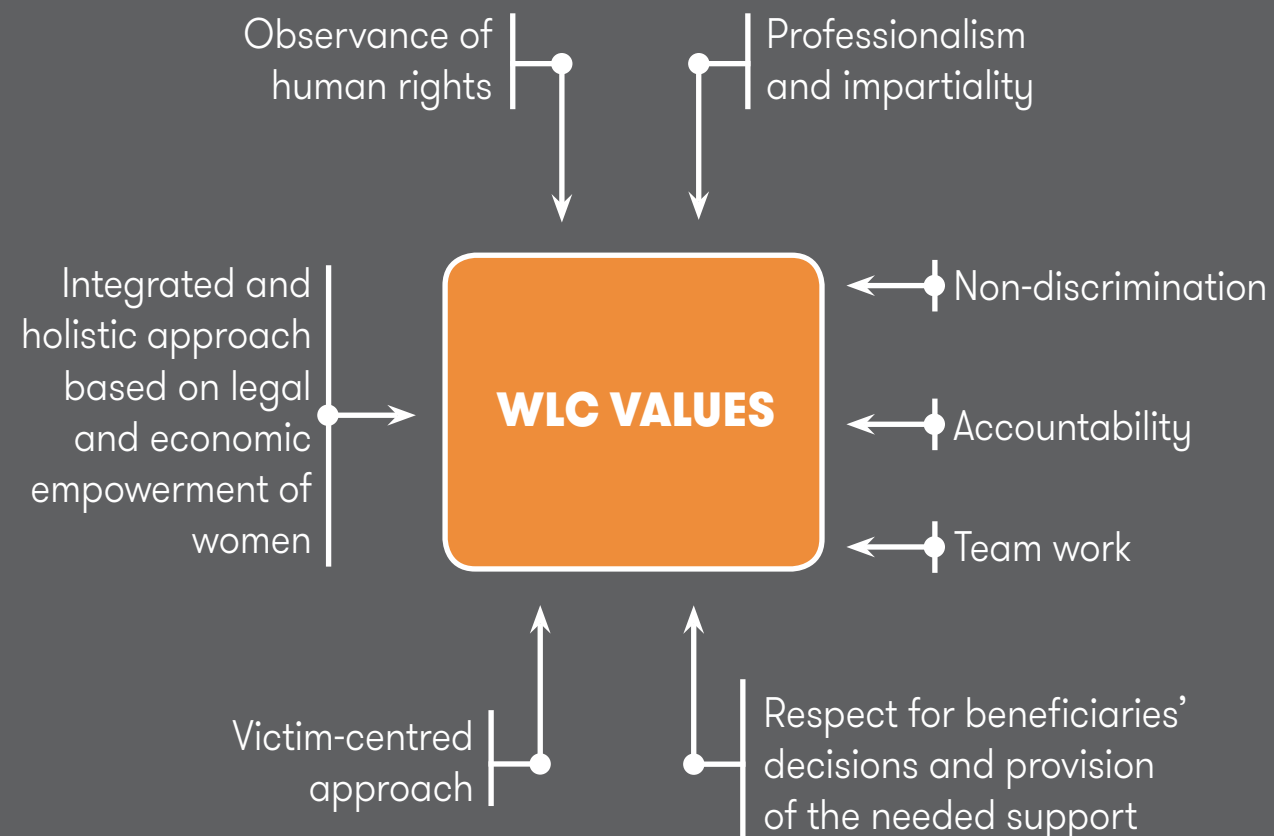 Observance of
human rights
Professionalism
and impartiality
Integrated and
holistic approach
based on legal
and economic
empowerment of
women
WLC VALUES
Non-discrimination
Accountability
Team work
Victim-centred
approach
Respect for beneficiaries’
decisions and provision
of the needed support